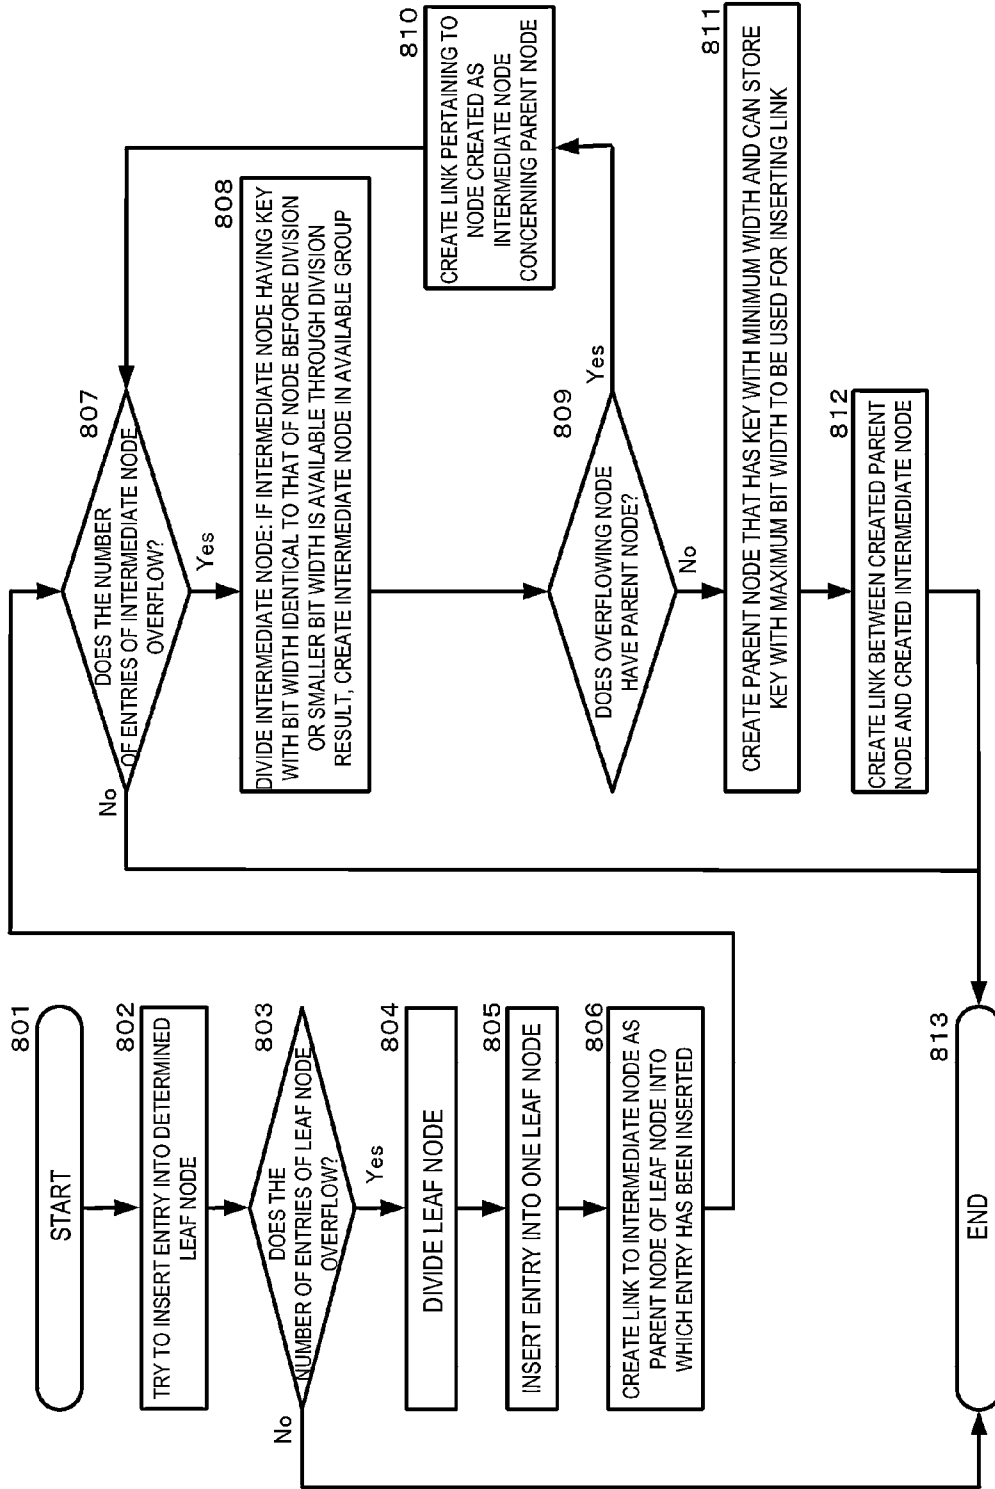 801
START
802
TRY TO INSERT ENTRY INTO DETERMINED
LEAF NODE
803
DOES THE
NUMBER OF ENTRIES OF LEAF NODE
OVERFLOW?
No
Yes
804
DIVIDE LEAF NODE
805
INSERT ENTRY INTO ONE LEAF NODE
806
CREATE LINK TO INTERMEDIATE NODE AS
PARENT NODE OF LEAF NODE INTO
WHICH ENTRY HAS BEEN INSERTED
807
DOES THE NUMBER
OF ENTRIES OF INTERMEDIATE NODE
OVERFLOW?
No
Yes
808
DIVIDE INTERMEDIATE NODE: IF INTERMEDIATE NODE HAVING KEY
WITH BIT WIDTH IDENTICAL TO THAT OF NODE BEFORE DIVISION
OR SMALLER BIT WIDTH IS AVAILABLE THROUGH DIVISION
RESULT, CREATE INTERMEDIATE NODE IN AVAILABLE GROUP
809
DOES OVERFLOWING NODE
HAVE PARENT NODE?
Yes
No
810
CREATE LINK PERTAINING TO
NODE CREATED AS
INTERMEDIATE NODE
CONCERNING PARENT NODE
811
CREATE PARENT NODE THAT HAS KEY WITH MINIMUM WIDTH AND CAN STORE
KEY WITH MAXIMUM BIT WIDTH TO BE USED FOR INSERTING LINK
812
CREATE LINK BETWEEN CREATED PARENT
NODE AND CREATED INTERMEDIATE NODE
813
END